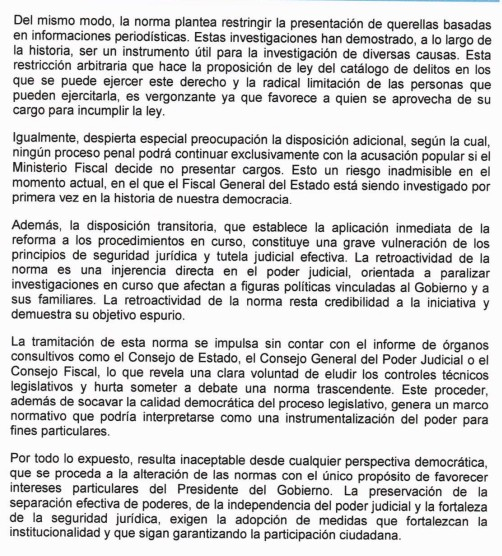 Del mismo modo, la norma plantea restringir la presentación de querellas basadas
en informaciones periodísticas. Estas investigaciones han demostrado, a lo largo de
la historia, ser un instrumento útil para la investigación de diversas causas. Esta
restricción arbitraria que hace la proposición de ley del catálogo de delitos en los
que se puede ejercer este derecho y la radical limitación de las personas que
pueden ejercitarla, es vergonzante ya que favorece a quien se aprovecha de su
cargo para incumplir la ley.
Igualmente, despierta especial preocupación la disposición adicional, según la cual,
ningún proceso penal podrá continuar exclusivamente con la acusación popular si el
Ministerio Fiscal decide no presentar cargos. Esto un riesgo inadmisible en el
momento actual, en el que el Fiscal General del Estado está siendo investigado por
primera vez en la historia de nuestra democracia.
Además, la disposición transitoria, que establece la aplicación inmediata de la
reforma a los procedimientos en curso, constituye una grave vulneración de los
principios de seguridad jurídica y tutela judicial efectiva. La retroactividad de la
norma es una injerencia directa en el poder judicial, orientada a paralizar
investigaciones en curso que afectan a figuras políticas vinculadas al Gobierno y a
sus familiares. La retroactividad de la norma resta credibilidad a la iniciativa y
demuestra su objetivo espurio.
La tramitación de esta norma se impulsa sin contar con el informe de órganos
consultivos como el Consejo de Estado, el Consejo General del Poder Judicial o el
Consejo Fiscal, lo que revela una clara voluntad de eludir los controles técnicos
legislativos y hurta someter a debate una norma trascendente. Este proceder,
además de socavar la calidad democrática del proceso legislativo, genera un marco
normativo que podría interpretarse como una instrumentalización del poder para
fines particulares.
Por todo lo expuesto, resulta inaceptable desde cualquier perspectiva democrática,
que se proceda a la alteración de las normas con el único propósito de favorecer
intereses particulares del Presidente del Gobierno. La preservación de la
separación efectiva de poderes, de la independencia del poder judicial y la fortaleza
de la seguridad jurídica, exigen la adopción de medidas que fortalezcan la
institucionalidad y que sigan garantizando la participación ciudadana.